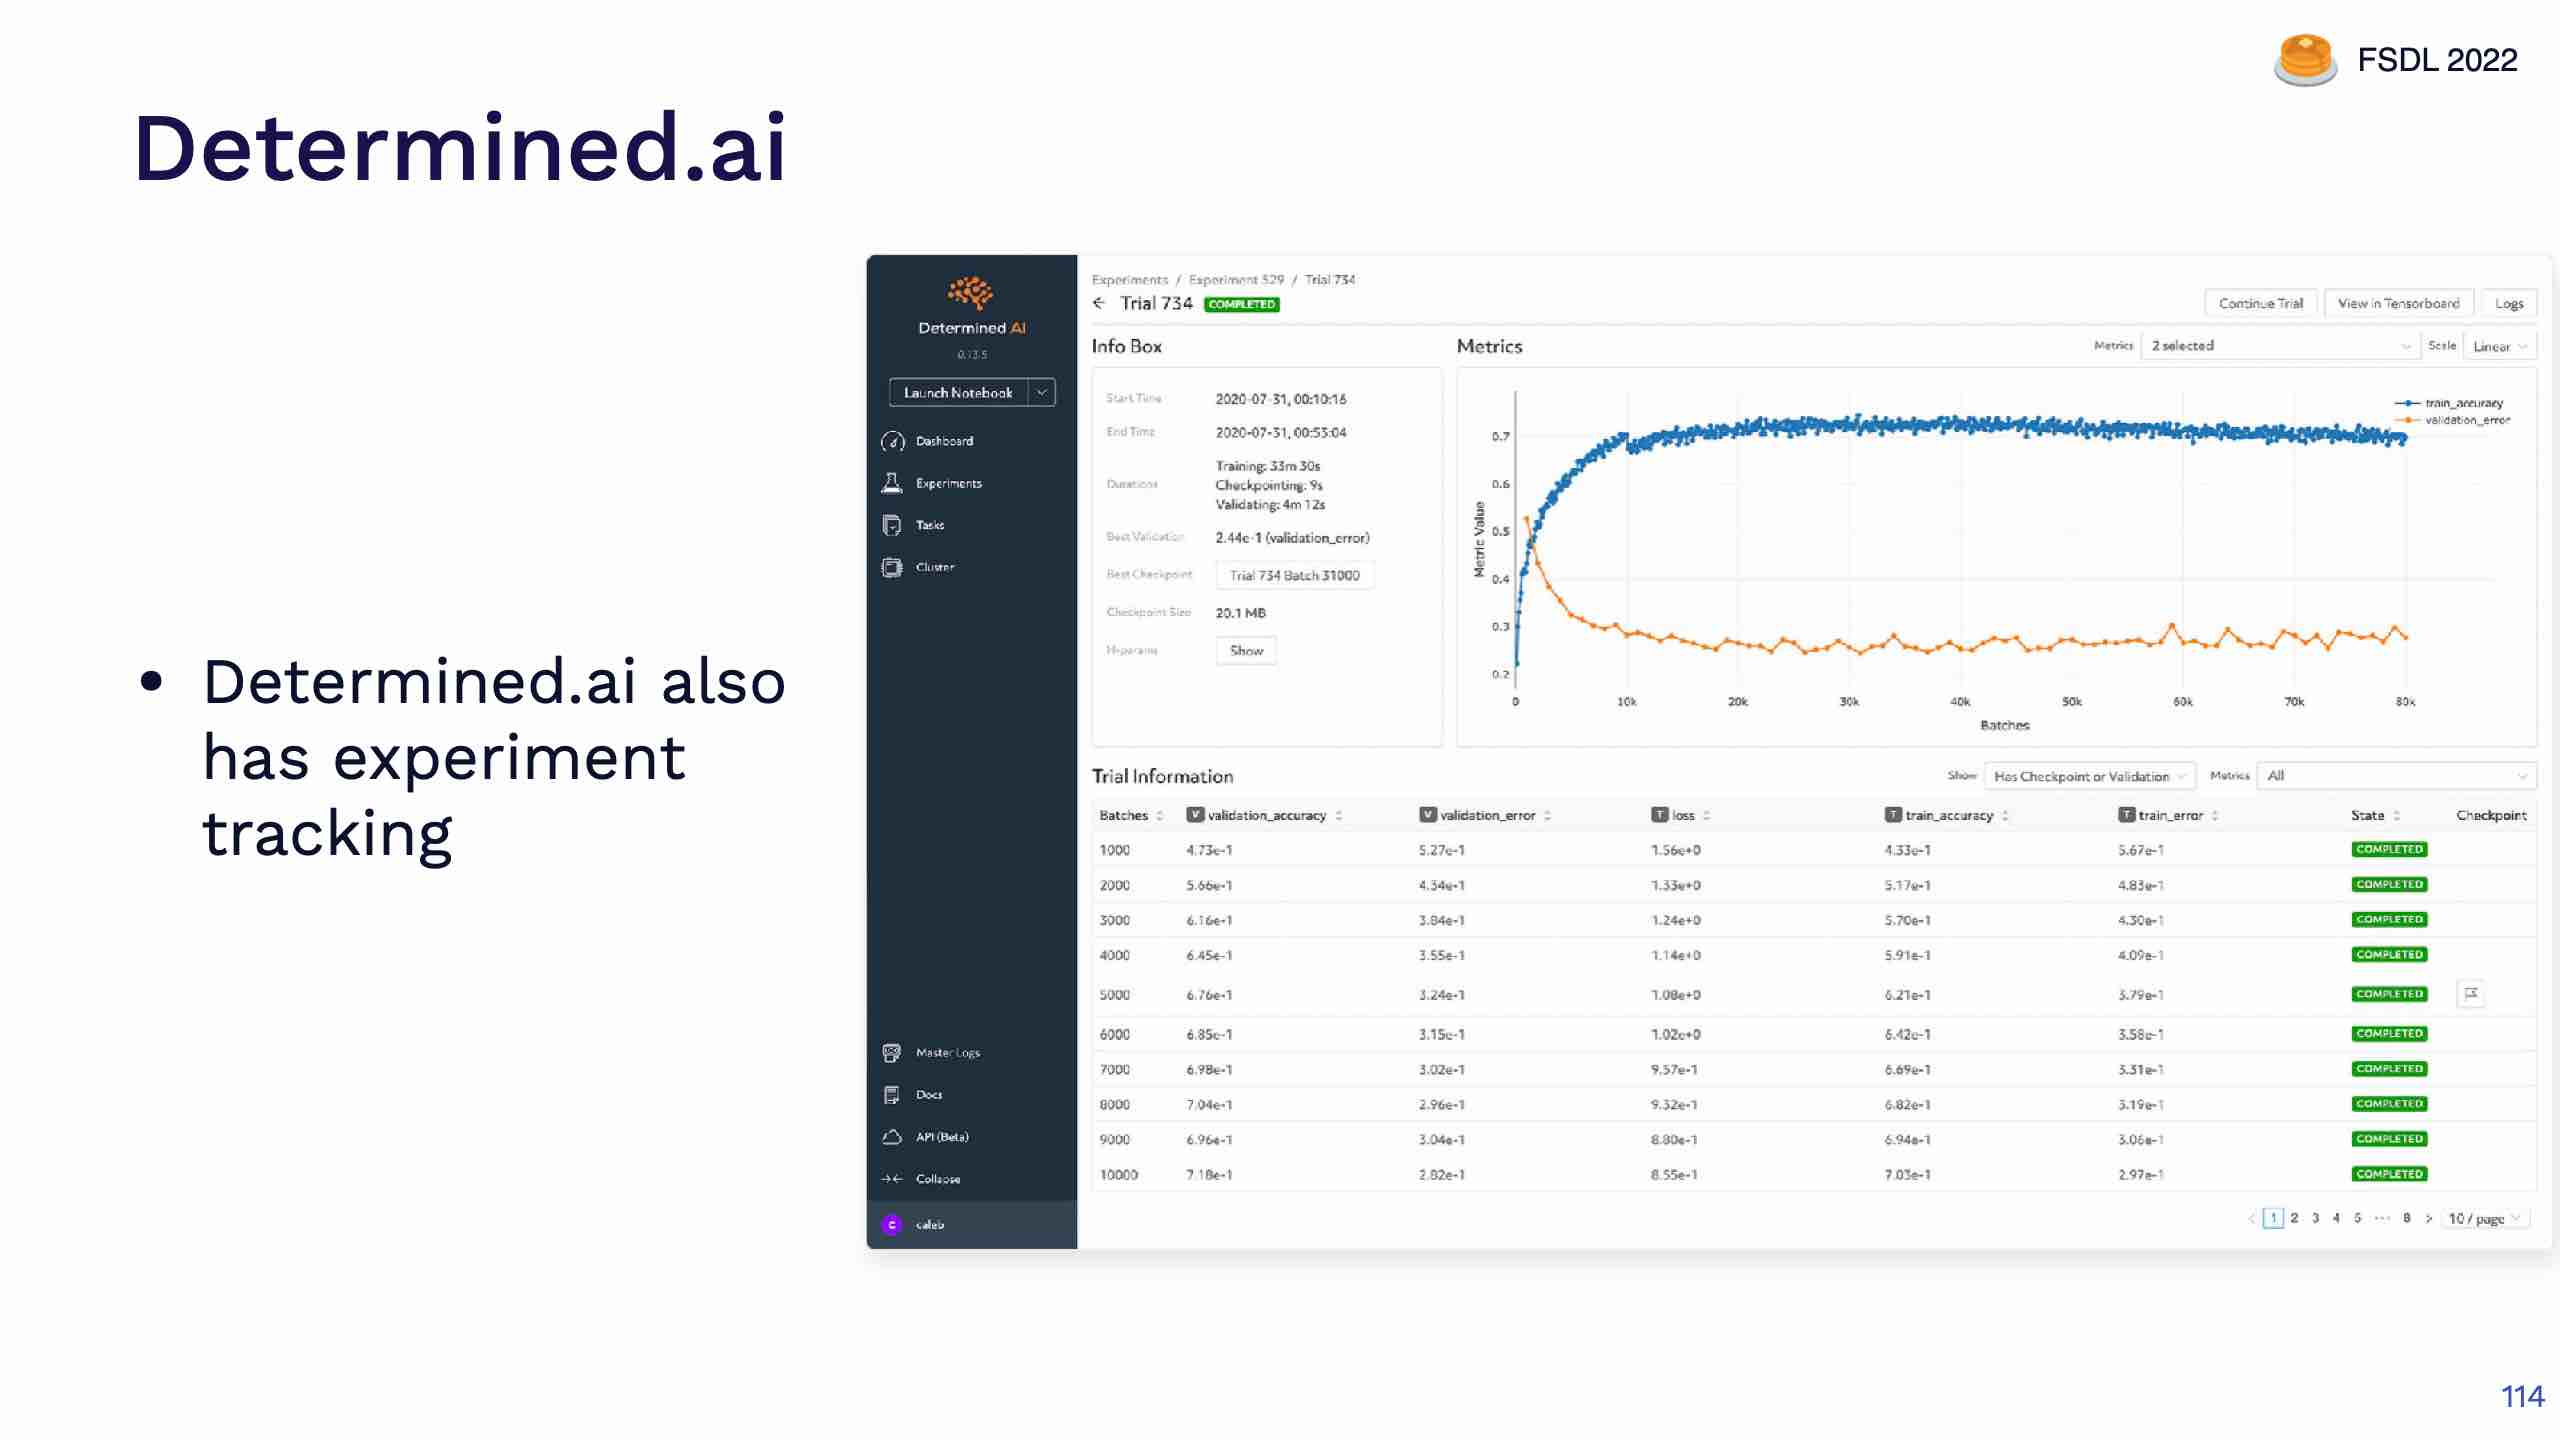 FSDL 2022
Determined.ai
• Determined.ai also
has experiment
tracking
Determined AI
0.13.5
Launch Notebook
Dashboard
Experiments
Tasks
Cluster
Master Logs
Docs
API (Beta)
Collapse
C caleb
Experiments / Experiment 529 / Trial 734
Trial 734 COMPLETED
Continue Trial View in Tensorboard Logs
Info Box
Start Time 2020-07-31, 00:10:16
End Time 2020-07-31, 00:53:04
Durations Training: 33m 30s
Checkpointing: 9s
Validating: 4m 12s
Best Validation 2.44e-1 (validation_error)
Best Checkpoint Trial 734 Batch 31000
Checkpoint Size 20.1 MB
H-params Show
Metrics Metrics 2 selected Scale Linear
train_accuracy
validation_error
Metric Value
0.7
0.6
0.5
0.4
0.3
0.2
0 10k 20k 30k 40k 50k 60k 70k 80k
Batches
Trial Information Show Has Checkpoint or Validation Metrics All
Batches V validation_accuracy V validation_error T loss T train_accuracy T train_error State Checkpoint
1000 4.73e-1 5.27e-1 1.56e+0 4.33e-1 5.67e-1 COMPLETED
2000 5.66e-1 4.34e-1 1.33e+0 5.17e-1 4.83e-1 COMPLETED
3000 6.16e-1 3.84e-1 1.24e+0 5.70e-1 4.30e-1 COMPLETED
4000 6.45e-1 3.55e-1 1.14e+0 5.91e-1 4.09e-1 COMPLETED
5000 6.76e-1 3.24e-1 1.08e+0 6.21e-1 3.79e-1 COMPLETED
6000 6.85e-1 3.15e-1 1.02e+0 6.42e-1 3.58e-1 COMPLETED
7000 6.98e-1 3.02e-1 9.57e-1 6.69e-1 3.31e-1 COMPLETED
8000 7.04e-1 2.96e-1 9.32e-1 6.82e-1 3.19e-1 COMPLETED
9000 6.96e-1 3.04e-1 8.80e-1 6.94e-1 3.06e-1 COMPLETED
10000 7.18e-1 2.82e-1 8.55e-1 7.03e-1 2.97e-1 COMPLETED
< 1 2 3 4 5 ••• 8 > 10 / page
114